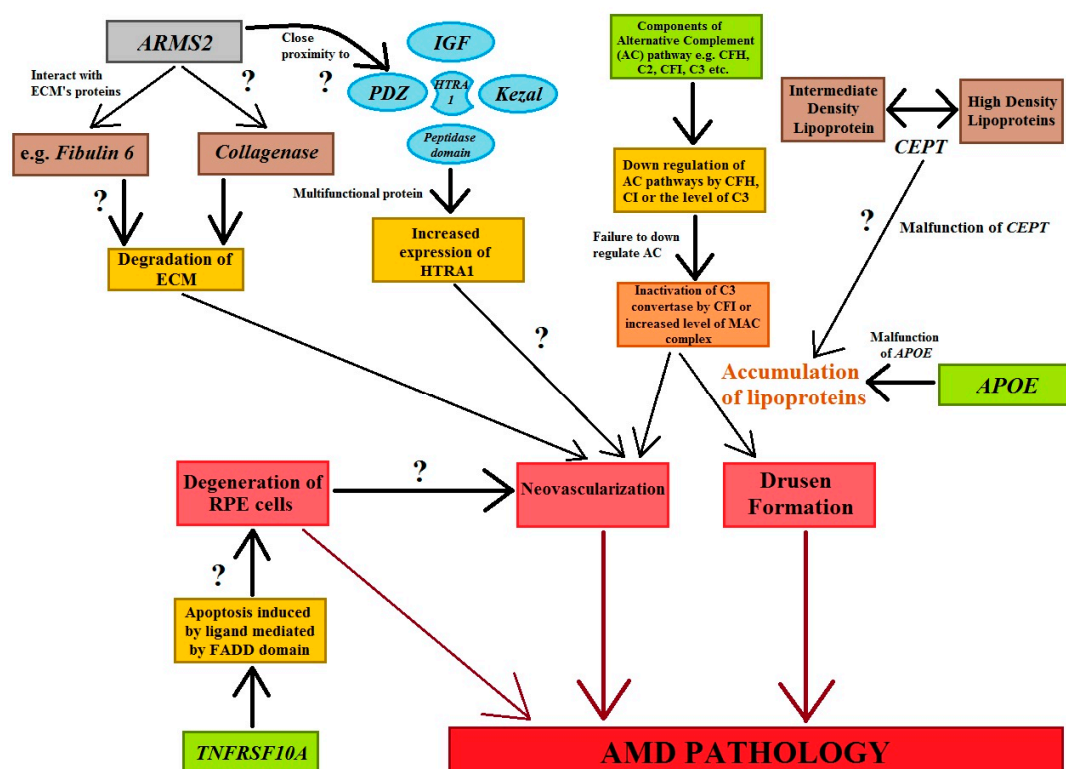 ARMS2
Close
proximity to
?
Interact with
ECM's proteins
?
e.g. Fibulin 6
Collagenase
?
Degradation of
ECM
IGF
PDZ
HTRA
1
Kezal
Peptidase
domain
Multifunctional protein
Increased
expression of
HTRA1
?
Components of
Alternative Complement
(AC) pathway e.g. CFH,
C2, CFI, C3 etc.
Down regulation of
AC pathways by CFH,
CI or the level of C3
Failure to down
regulate AC
Inactivation of C3
convertase by CFI or
increased level of MAC
complex
Intermediate
Density
Lipoprotein
High Density
Lipoproteins
CEPT
?
Malfunction of CEPT
Accumulation
of lipoproteins
Malfunction
of APOE
APOE
Degeneration of
RPE cells
?
Neovascularization
Drusen
Formation
?
Apoptosis induced
by ligand mediated
by FADD domain
TNFRSF10A
AMD PATHOLOGY